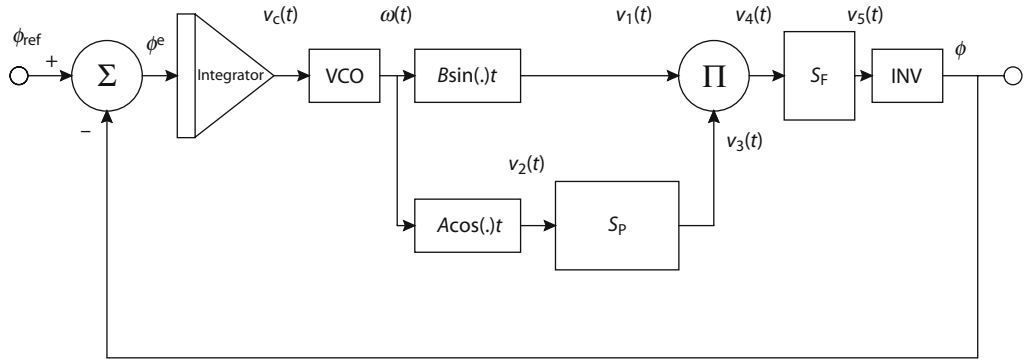 v_c(t) ω(t) v_1(t) v_4(t) v_5(t)
ϕ_ref + Σ ϕ^e Integrator VCO Bsin(.)t Π S_F INV ϕ
−
v_3(t)
v_2(t)
Acos(.)t S_P